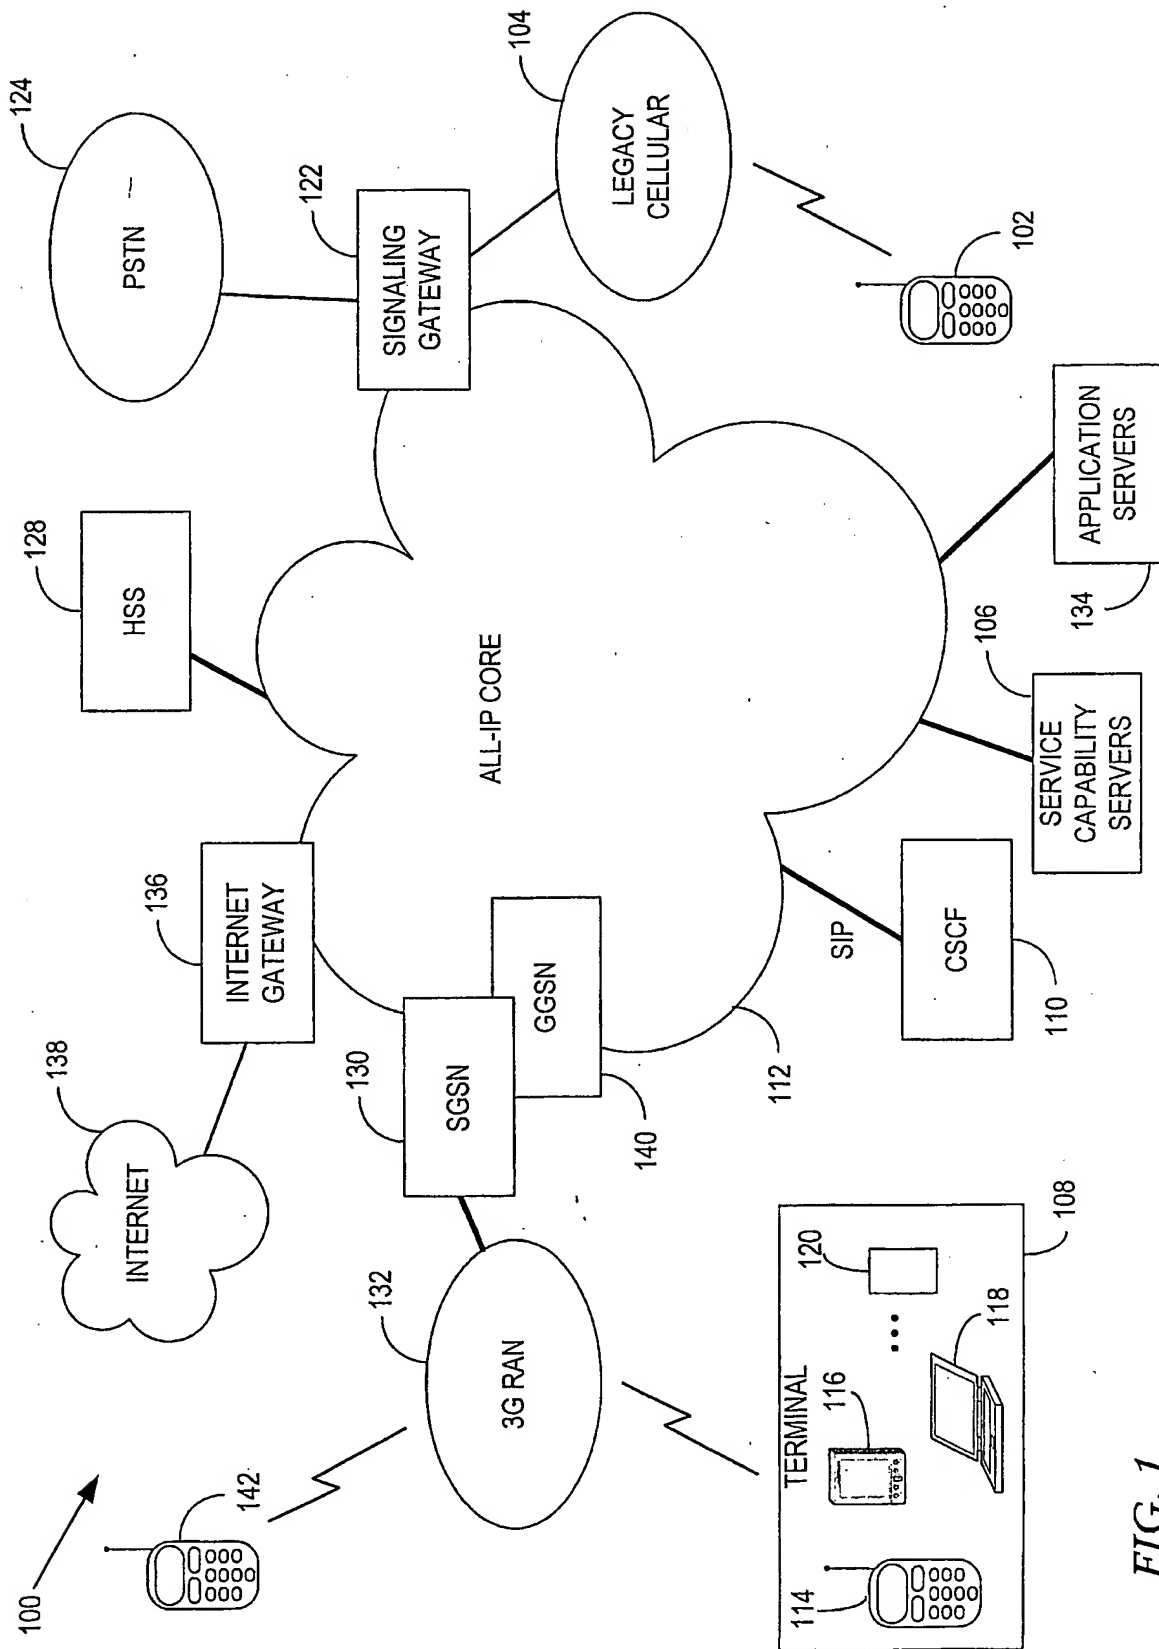 100
142
INTERNET
138
INTERNET
GATEWAY
136
HSS
128
PSTN
124
3G RAN
132
SGSN
130
GGSN
140
ALL-IP CORE
SIGNALING
GATEWAY
122
LEGACY
CELLULAR
104
102
112
SIP
CSCF
110
SERVICE
CAPABILITY
SERVERS
106
APPLICATION
SERVERS
134
TERMINAL
114
116
118
120
108
FIG. 1